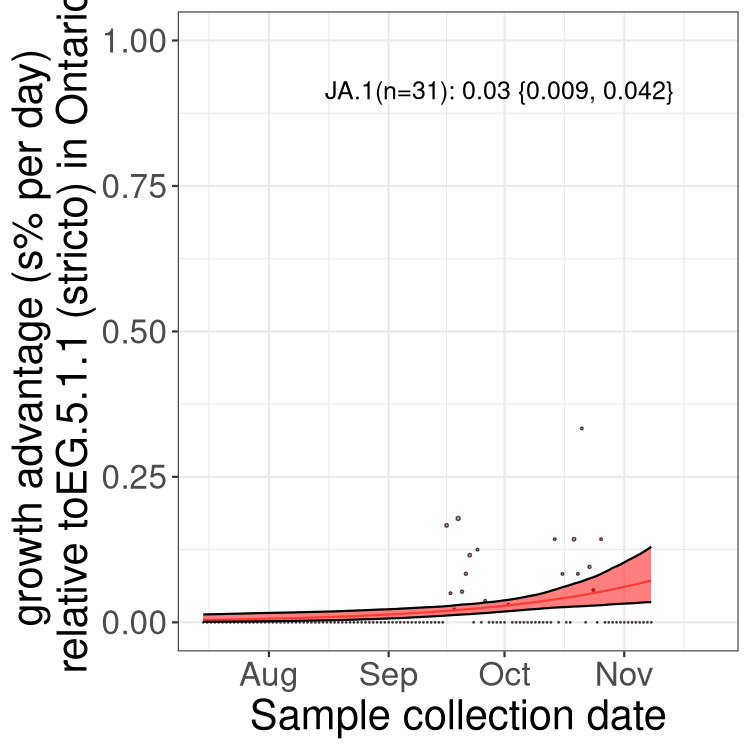 growth advantage (s% per day)
relative toEG.5.1.1 (stricto) in Ontario
1.00
0.75
0.50
0.25
0.00
JA.1(n=31): 0.03 {0.009, 0.042}
Aug Sep Oct Nov
Sample collection date